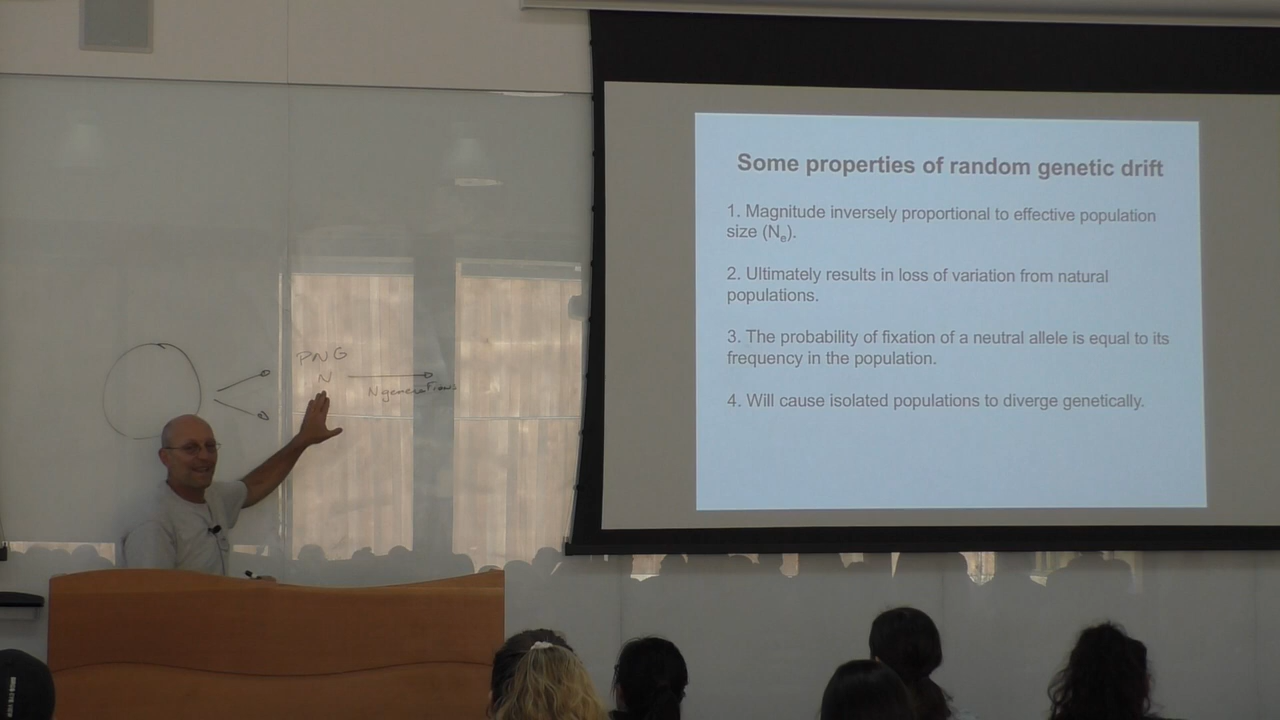 PNG
N
N generations
Some properties of random genetic drift
1. Magnitude inversely proportional to effective population
size (Ne).
2. Ultimately results in loss of variation from natural
populations.
3. The probability of fixation of a neutral allele is equal to its
frequency in the population.
4. Will cause isolated populations to diverge genetically.